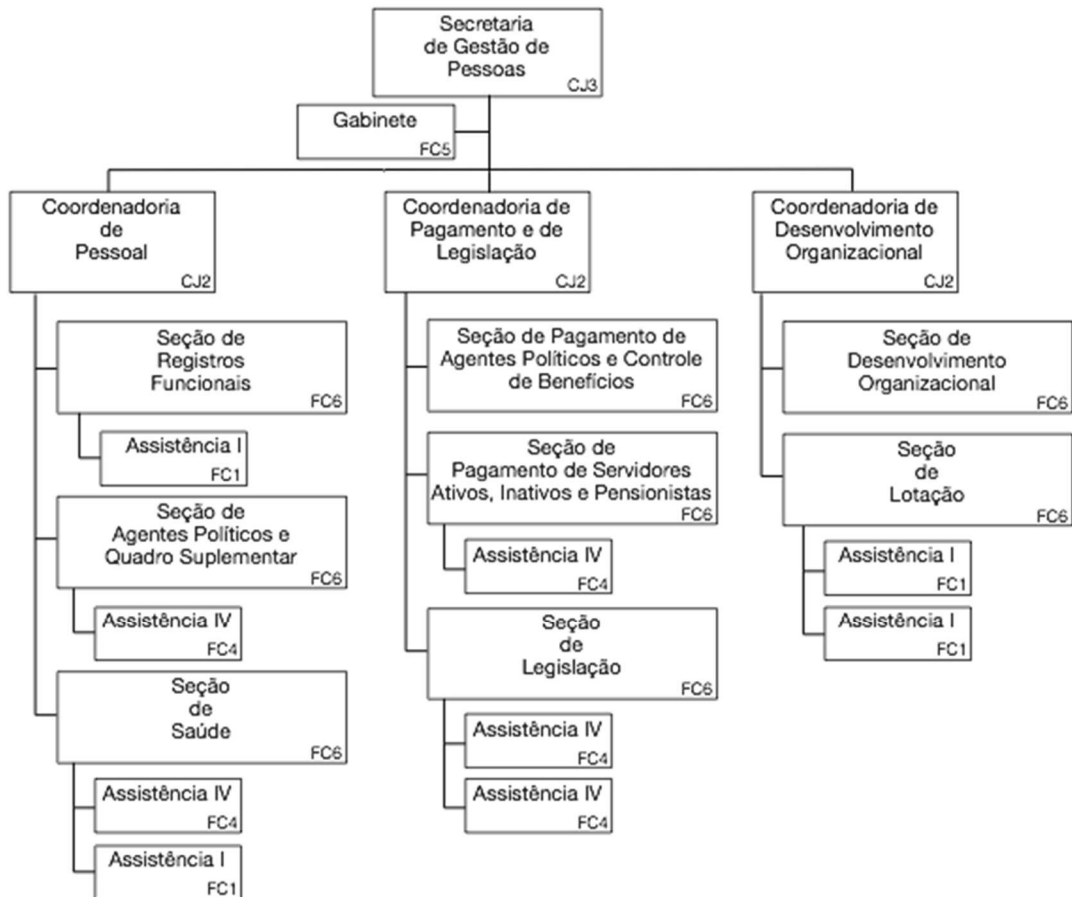 Secretaria
de Gestão de
Pessoas
CJ3
Gabinete
FC5
Coordenadoria
de
Pessoal
CJ2
Seção de
Registros
Funcionais
FC6
Assistência I
FC1
Seção de
Agentes Políticos e
Quadro Suplementar
FC6
Assistência IV
FC4
Seção
de
Saúde
FC6
Assistência IV
FC4
Assistência I
FC1
Coordenadoria de
Pagamento e de
Legislação
CJ2
Seção de Pagamento de
Agentes Políticos e Controle
de Benefícios
FC6
Seção de
Pagamento de Servidores
Ativos, Inativos e Pensionistas
FC6
Assistência IV
FC4
Seção
de
Legislação
FC6
Assistência IV
FC4
Assistência IV
FC4
Coordenadoria de
Desenvolvimento
Organizacional
CJ2
Seção de
Desenvolvimento
Organizacional
FC6
Seção
de
Lotação
FC6
Assistência I
FC1
Assistência I
FC1